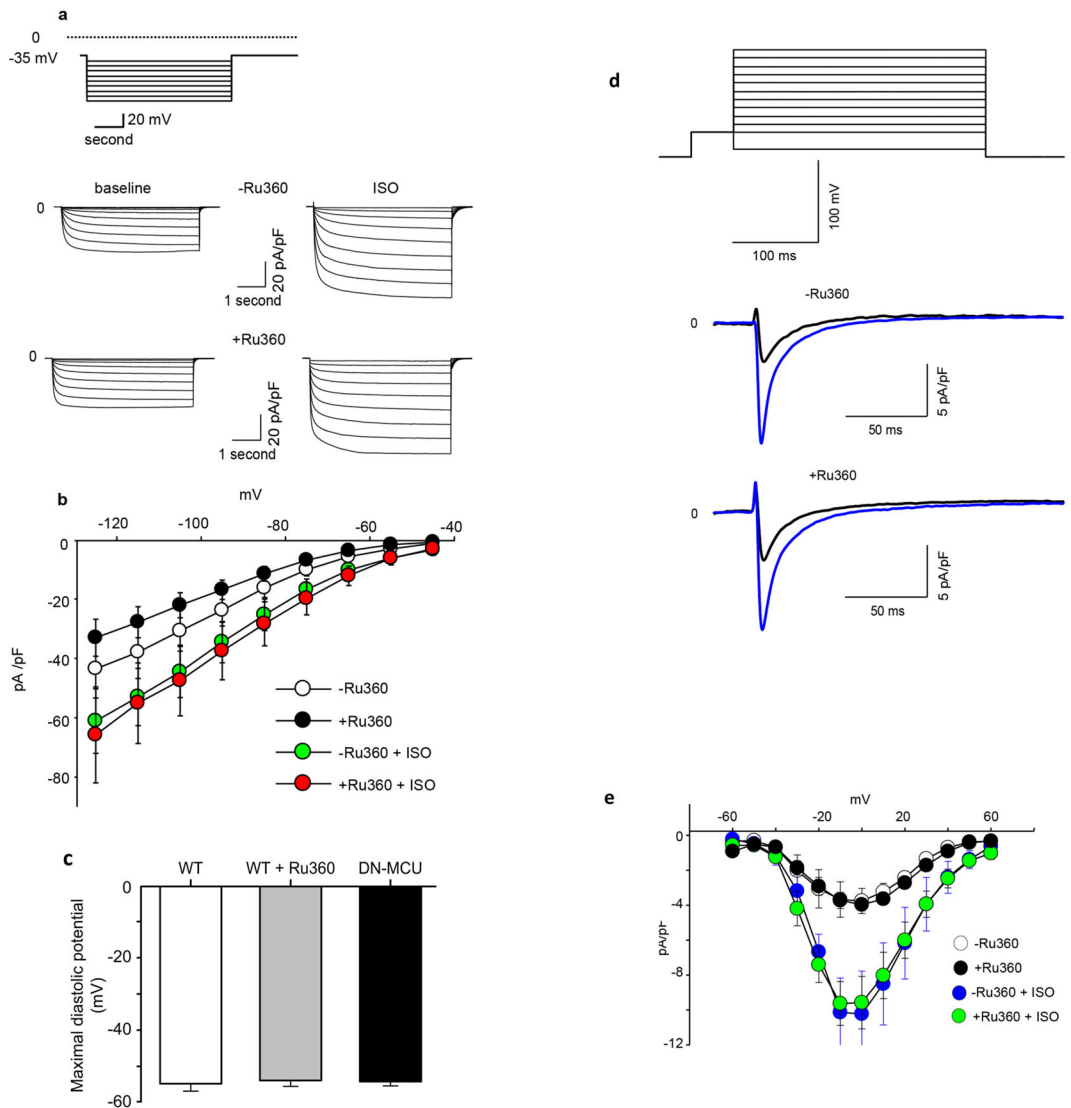 a
0
-35 mV
20 mV
second
baseline
-Ru360
ISO
0
20 pA/pF
1 second
+Ru360
0
20 pA/pF
1 second
b
mV
-120 -100 -80 -60 -40
0
-20
-40
-60
-80
pA /pF
-Ru360
+Ru360
-Ru360 + ISO
+Ru360 + ISO
c
WT
WT + Ru360
DN-MCU
0
-20
-40
-60
Maximal diastolic potential
(mV)
d
100 mV
100 ms
-Ru360
0
5 pA/pF
50 ms
+Ru360
0
5 pA/pF
50 ms
e
mV
-60 -20 20 60
0
-4
-8
-12
pA/pF
-Ru360
+Ru360
-Ru360 + ISO
+Ru360 + ISO